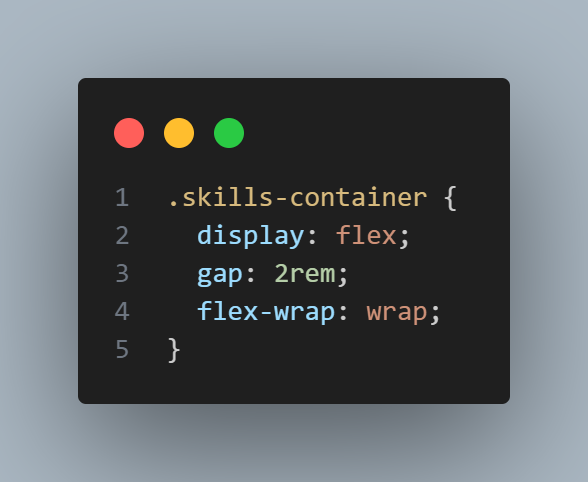 1 .skills-container {
2   display: flex;
3   gap: 2rem;
4   flex-wrap: wrap;
5 }